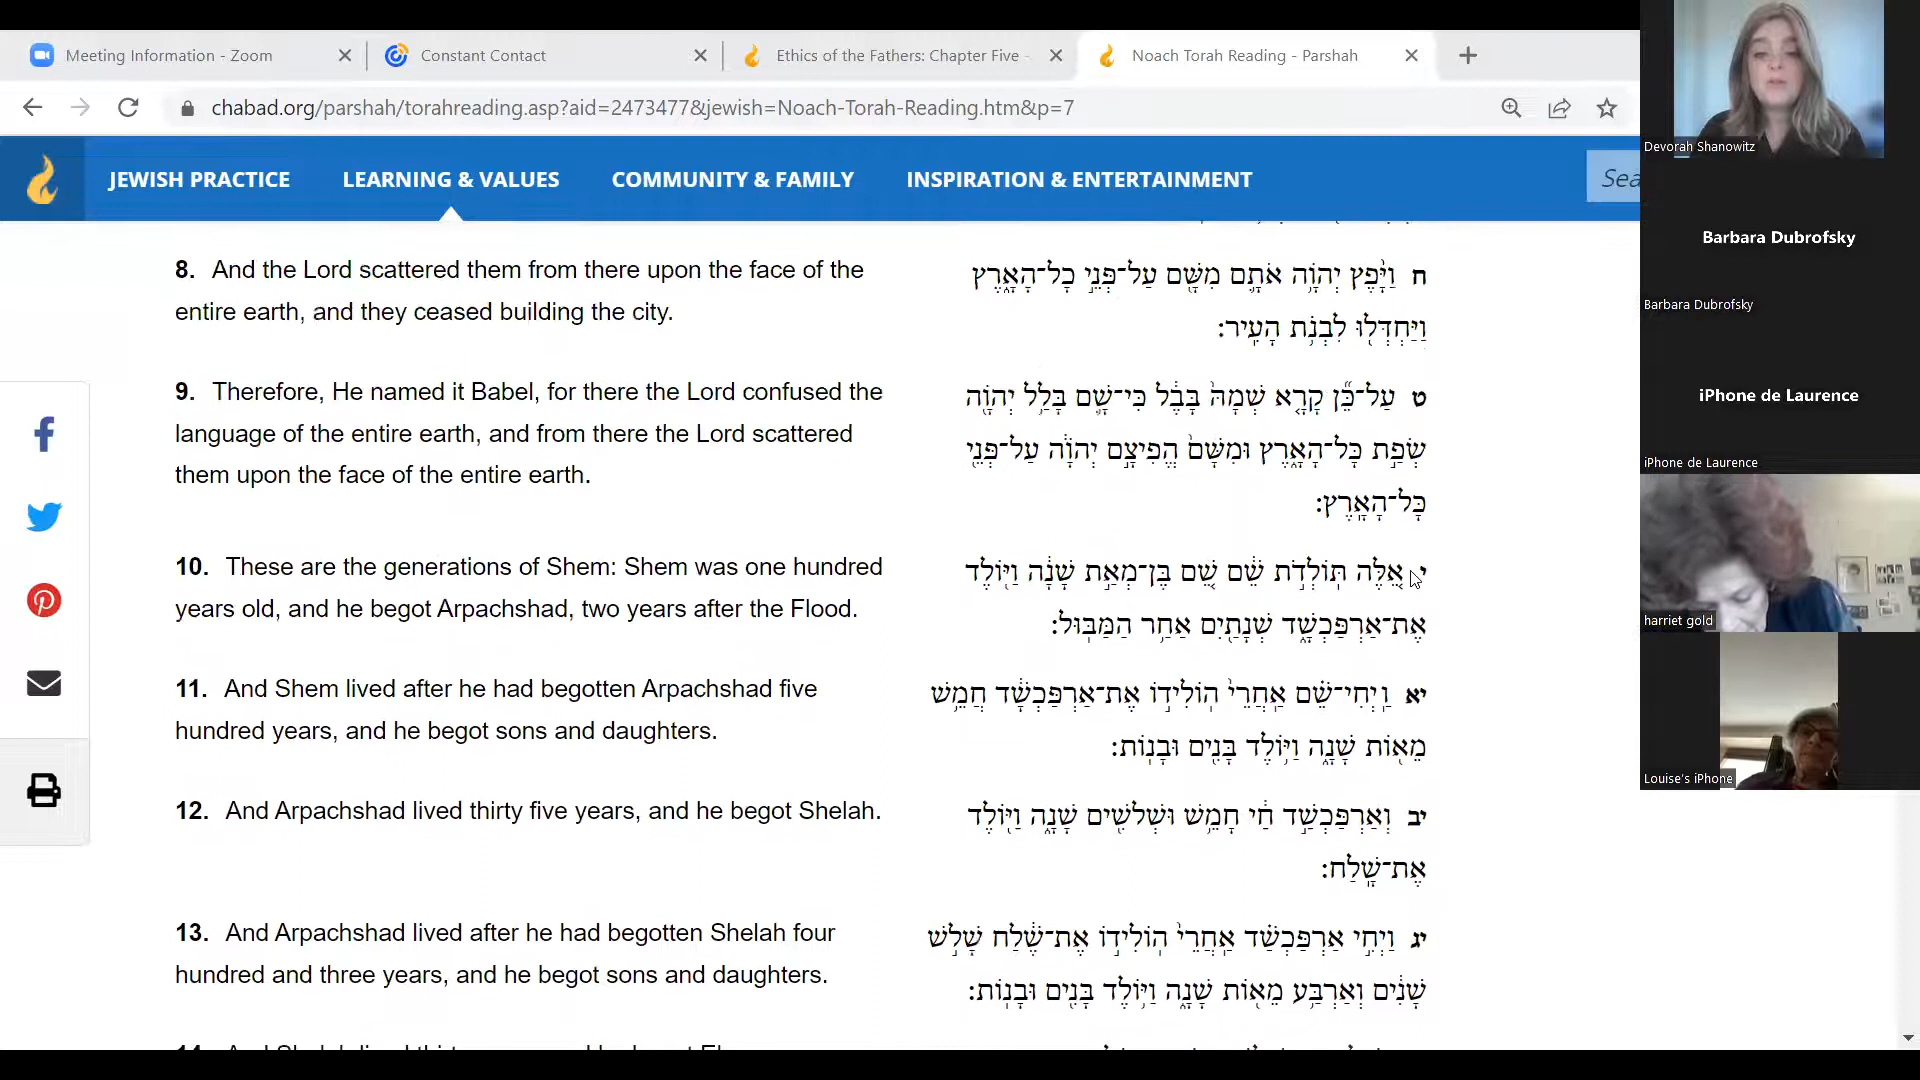 Meeting Information - Zoom
Constant Contact
Ethics of the Fathers: Chapter Five -
Noach Torah Reading - Parshah
chabad.org/parshah/torahreading.asp?aid=2473477&jewish=Noach-Torah-Reading.htm&p=7
JEWISH PRACTICE
LEARNING & VALUES
COMMUNITY & FAMILY
INSPIRATION & ENTERTAINMENT
Sea
8. And the Lord scattered them from there upon the face of the
entire earth, and they ceased building the city.
ח וַיָּ֨פֶץ יְהֹוָ֥ה אֹתָ֛ם מִשָּׁ֖ם עַל־פְּנֵ֣י כָל־הָאָ֑רֶץ
וַיַּחְדְּל֖וּ לִבְנֹ֥ת הָעִֽיר:
9. Therefore, He named it Babel, for there the Lord confused the
language of the entire earth, and from there the Lord scattered
them upon the face of the entire earth.
ט עַל־כֵּ֞ן קָרָ֤א שְׁמָהּ֙ בָּבֶ֔ל כִּי־שָׁ֛ם בָּלַ֥ל יְהֹוָ֖ה
שְׂפַ֣ת כָּל־הָאָ֑רֶץ וּמִשָּׁם֙ הֱפִיצָ֣ם יְהֹוָ֔ה עַל־פְּנֵ֖י
כָּל־הָאָֽרֶץ:
10. These are the generations of Shem: Shem was one hundred
years old, and he begot Arpachshad, two years after the Flood.
י אֵ֚לֶּה תּֽוֹלְדֹ֣ת שֵׁ֔ם שֵׁ֚ם בֶּן־מְאַ֣ת שָׁנָ֔ה וַיּ֖וֹלֶד
אֶת־אַרְפַּכְשָׁ֑ד שְׁנָתַ֖יִם אַחַ֥ר הַמַּבּֽוּל:
11. And Shem lived after he had begotten Arpachshad five
hundred years, and he begot sons and daughters.
יא וַֽיְחִי־שֵׁ֗ם אַֽחֲרֵי֙ הֽוֹלִיד֣וֹ אֶת־אַרְפַּכְשָׁ֔ד חֲמֵ֥שׁ
מֵא֖וֹת שָׁנָ֑ה וַיּ֥וֹלֶד בָּנִ֖ים וּבָנֽוֹת:
12. And Arpachshad lived thirty five years, and he begot Shelah.
יב וְאַרְפַּכְשַׁ֣ד חַ֔י חָמֵ֥שׁ וּשְׁלשִׁ֖ים שָׁנָ֑ה וַיּ֖וֹלֶד
אֶת־שָֽׁלַח:
13. And Arpachshad lived after he had begotten Shelah four
hundred and three years, and he begot sons and daughters.
יג וַיְחִ֣י אַרְפַּכְשַׁ֗ד אַֽחֲרֵי֙ הֽוֹלִיד֣וֹ אֶת־שֶׁ֔לַח שָׁל֣שׁ
שָׁנִ֔ים וְאַרְבַּ֥ע מֵא֖וֹת שָׁנָ֑ה וַיּ֥וֹלֶד בָּנִ֖ים וּבָנֽוֹת:
Devorah Shanowitz
Barbara Dubrofsky
Barbara Dubrofsky
iPhone de Laurence
iPhone de Laurence
harriet gold
Louise's iPhone